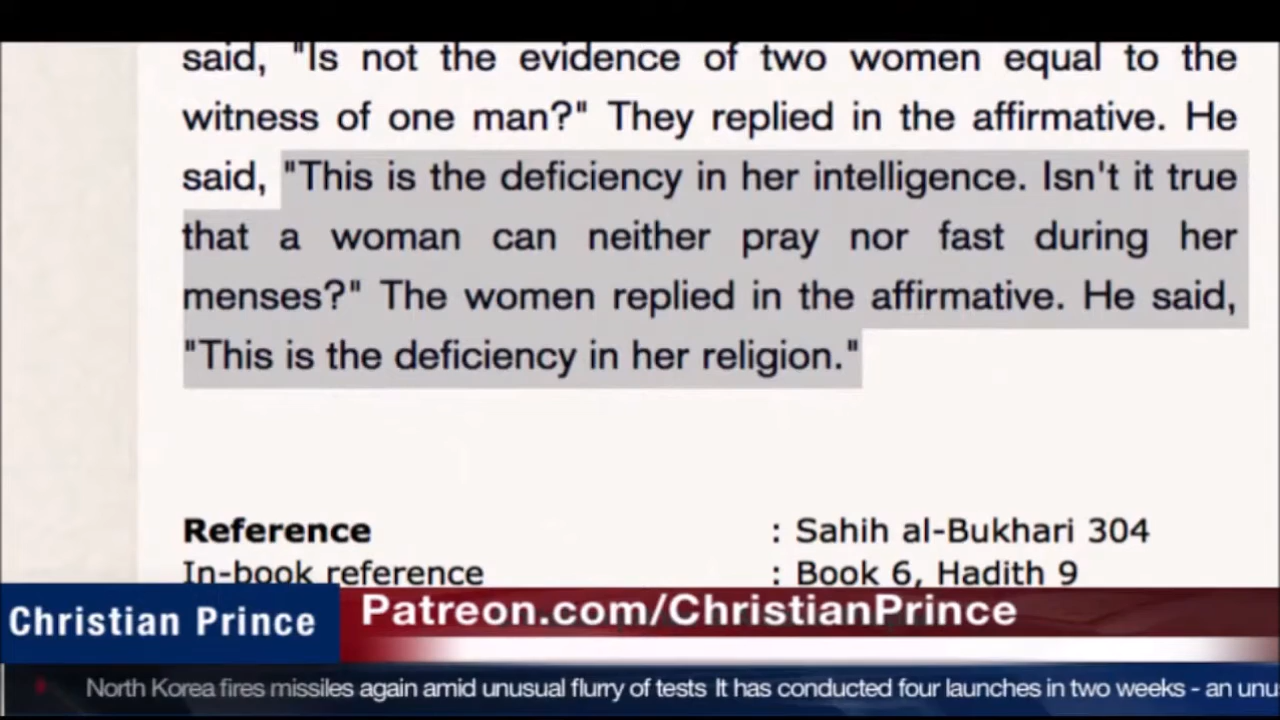 said, "Is not the evidence of two women equal to the
witness of one man?" They replied in the affirmative. He
said, "This is the deficiency in her intelligence. Isn't it true
that a woman can neither pray nor fast during her
menses?" The women replied in the affirmative. He said,
"This is the deficiency in her religion."
Reference : Sahih al-Bukhari 304
In-book reference : Book 6, Hadith 9
Christian Prince
Patreon.com/ChristianPrince
North Korea fires missiles again amid unusual flurry of tests It has conducted four launches in two weeks - an unu